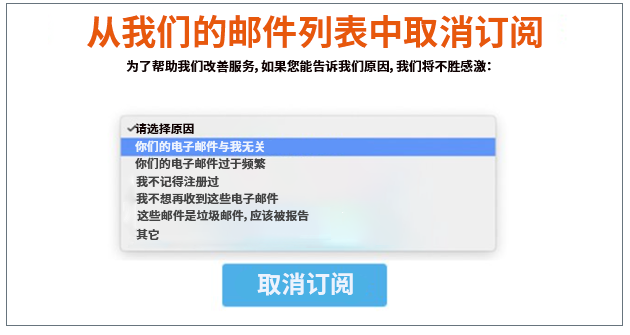 从我们的邮件列表中取消订阅
为了帮助我们改善服务, 如果您能告诉我们原因, 我们将不胜感激:
✓请选择原因
你们的电子邮件与我无关
你们的电子邮件过于频繁
我不记得注册过
我不想再收到这些电子邮件
这些邮件是垃圾邮件, 应该被报告
其它
取消订阅